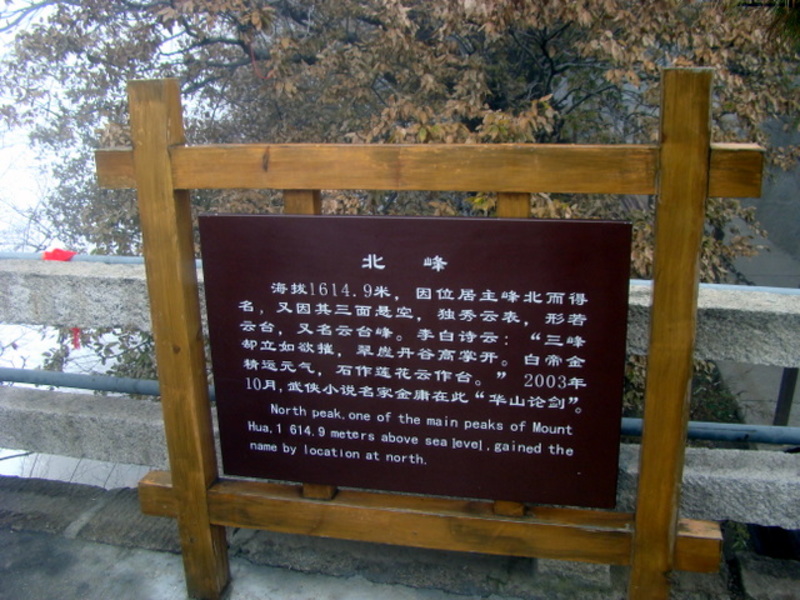 北 峰
海拔1614.9米，因位居主峰北而得
名，又因其三面悬空，独秀云表，形若
云台，又名云台峰。李白诗云：“三峰
却立如欲摧，翠崖丹谷高掌开。白帝金
精运元气，石作莲花云作台。”2003年
10月，武侠小说名家金庸在此“华山论剑”。
North peak.one of the main peaks of Mount
Hua,1 614.9 meters above sea level,gained the
name by location at north.